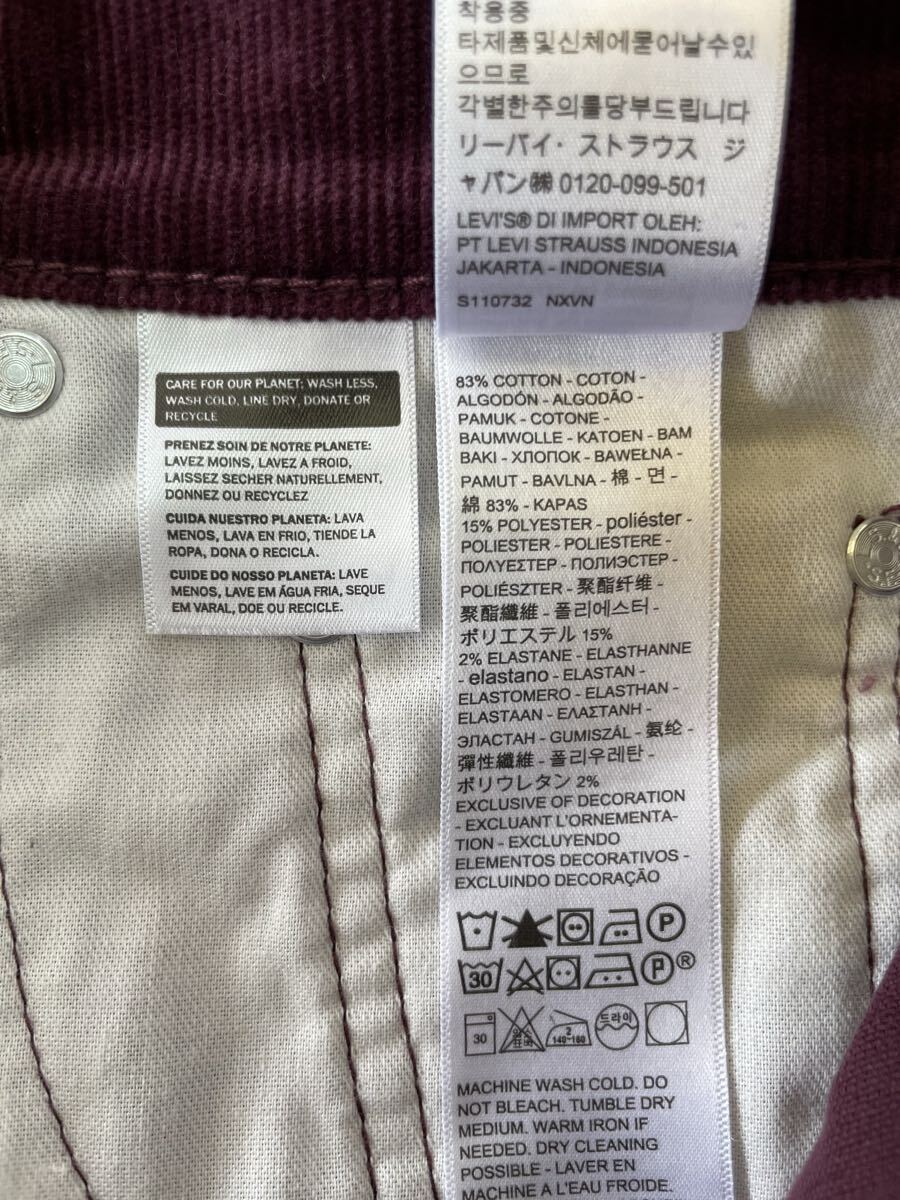 착용중
타제품및신체에묻어날수있
으므로
각별한주의를당부드립니다
リーバイ・ストラウス ジ
ャパン㈱ 0120-099-501
LEVI'S® DI IMPORT OLEH:
PT LEVI STRAUSS INDONESIA
JAKARTA - INDONESIA
S110732 NXVN
CARE FOR OUR PLANET: WASH LESS,
WASH COLD, LINE DRY, DONATE OR
RECYCLE
PRENEZ SOIN DE NOTRE PLANETE:
LAVEZ MOINS, LAVEZ A FROID,
LAISSEZ SECHER NATURELLEMENT,
DONNEZ OU RECYCLEZ
CUIDA NUESTRO PLANETA: LAVA
MENOS, LAVA EN FRIO, TIENDE LA
ROPA, DONA O RECICLA.
CUIDE DO NOSSO PLANETA: LAVE
MENOS, LAVE EM ÁGUA FRIA, SEQUE
EM VARAL, DOE OU RECICLE.
83% COTTON - COTON -
ALGODÓN - ALGODÃO -
PAMUK - COTONE -
BAUMWOLLE - KATOEN - BAM
BAKI - ХЛОПОК - BAWEŁNA -
PAMUT - BAVLNA - 棉 - 면 -
綿 83% - KAPAS
15% POLYESTER - poliéster -
POLIESTER - POLIESTERE -
ΠΟΛΥΕΣΤΕΡ - ПОЛИЭСТЕР -
POLIÉSZTER - 聚酯纤维 -
聚酯纖維 - 폴리에스터 -
ポリエステル 15%
2% ELASTANE - ELASTHANNE
- elastano - ELASTAN -
ELASTOMERO - ELASTHAN -
ELASTAAN - ΕΛΑΣΤΑΝΗ -
ЭЛАСТАН - GUMISZÁL - 氨纶 -
彈性纖維 - 폴리우레탄 -
ポリウレタン 2%
EXCLUSIVE OF DECORATION
- EXCLUANT L'ORNEMENTA-
TION - EXCLUYENDO
ELEMENTOS DECORATIVOS -
EXCLUINDO DECORAÇÃO
P
30 P ®
30 2 140~160 드라이
MACHINE WASH COLD. DO
NOT BLEACH. TUMBLE DRY
MEDIUM. WARM IRON IF
NEEDED. DRY CLEANING
POSSIBLE - LAVER EN
MACHINE A L'EAU FROIDE.